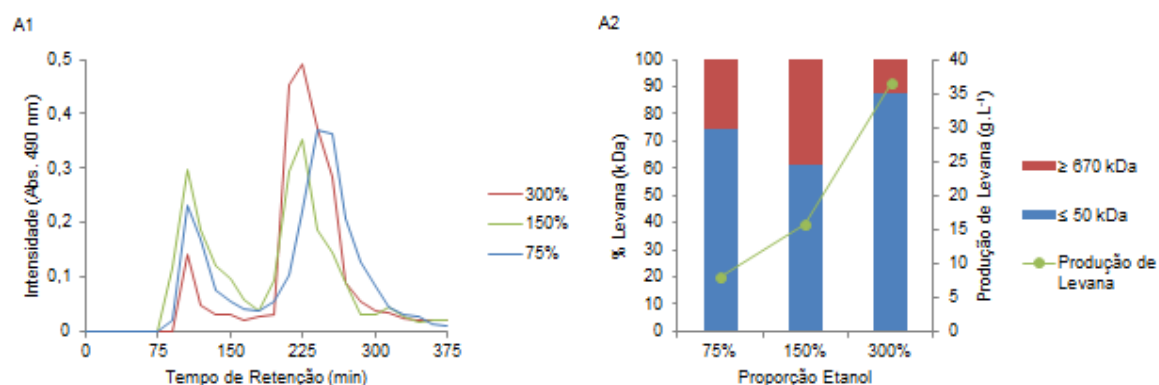 A1
Intensidade (Abs. 490 nm)
0,5
0,4
0,3
0,2
0,1
0
0 75 150 225 300 375
Tempo de Retenção (min)
300%
150%
75%
A2
% Levana (kDa)
100
90
80
70
60
50
40
30
20
10
0
75% 150% 300%
Proporção Etanol
40
35
30
25
20
15
10
5
0
Produção de Levana (g.L⁻¹)
≥ 670 kDa
≤ 50 kDa
Produção de
Levana